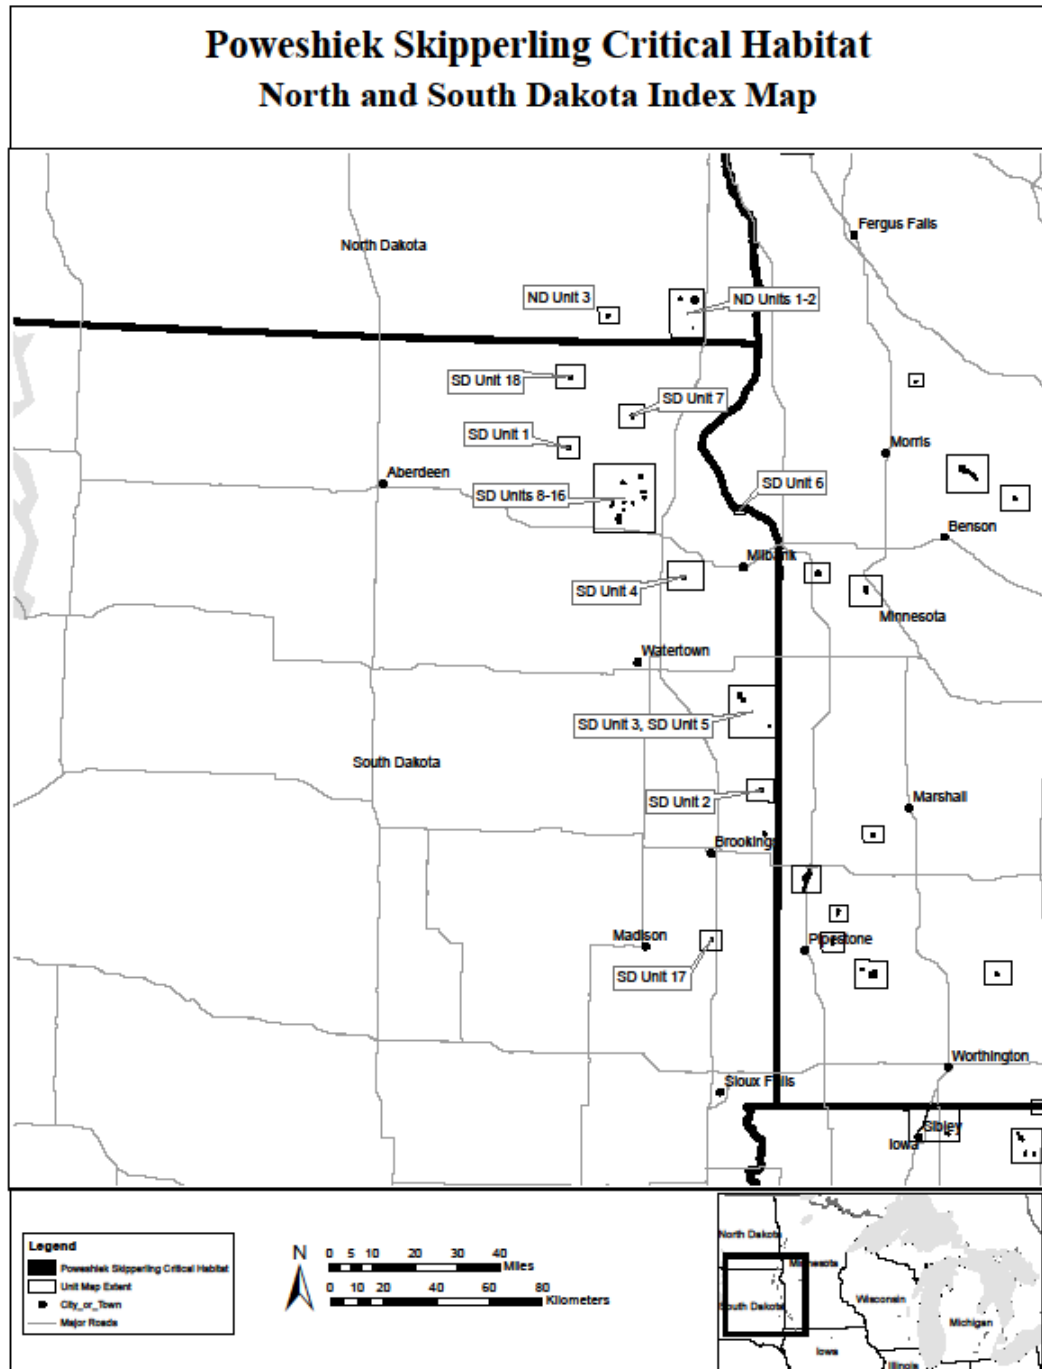 Poweshiek Skipperling Critical Habitat
North and South Dakota Index Map
Fergus Falls
North Dakota
ND Unit 3
ND Units 1-2
SD Unit 18
SD Unit 7
SD Unit 1
Morris
Aberdeen
SD Unit 6
SD Units 8-16
Benson
Milbank
SD Unit 4
Minnesota
Watertown
SD Unit 3, SD Unit 5
South Dakota
SD Unit 2
Marshall
Brookings
Madison
Pipestone
SD Unit 17
Worthington
Sioux Falls
Sibley
Iowa
Legend
Poweshiek Skipperling Critical Habitat
Unit Map Extent
City_or_Town
Major Roads
N
0 5 10 20 30 40
Miles
0 10 20 40 60 80
Kilometers
North Dakota
Minnesota
South Dakota
Wisconsin
Michigan
Iowa
Illinois